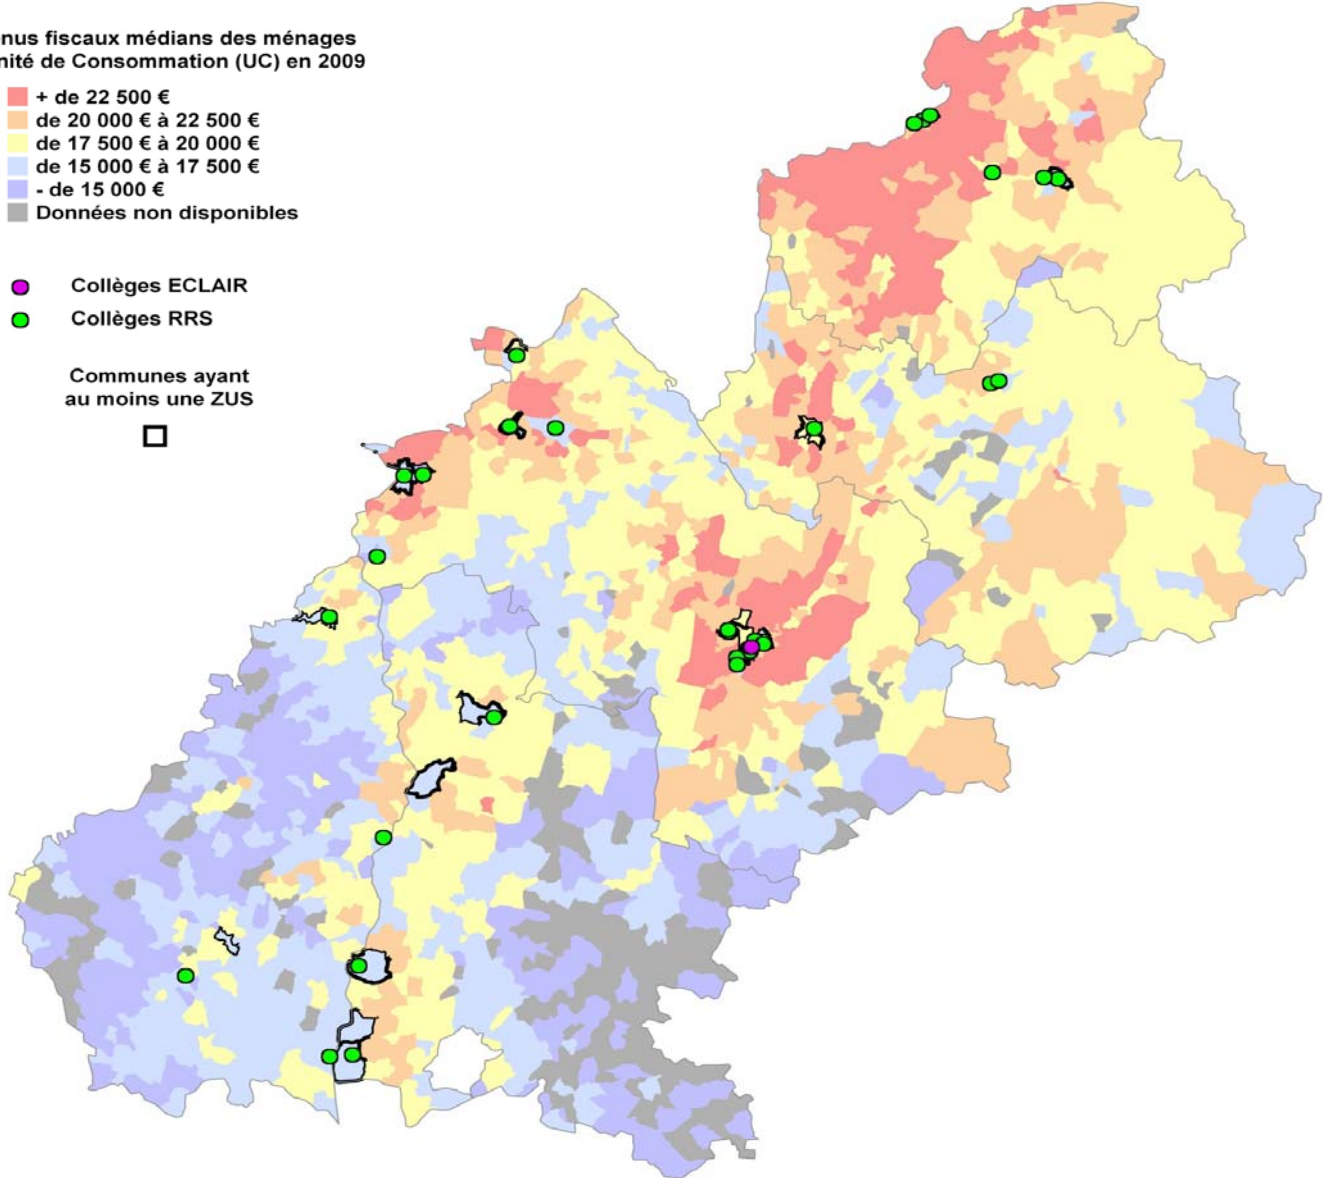 nus fiscaux médians des ménages
nité de Consommation (UC) en 2009
+ de 22 500 €
de 20 000 € à 22 500 €
de 17 500 € à 20 000 €
de 15 000 € à 17 500 €
- de 15 000 €
Données non disponibles
Collèges ECLAIR
Collèges RRS
Communes ayant
au moins une ZUS